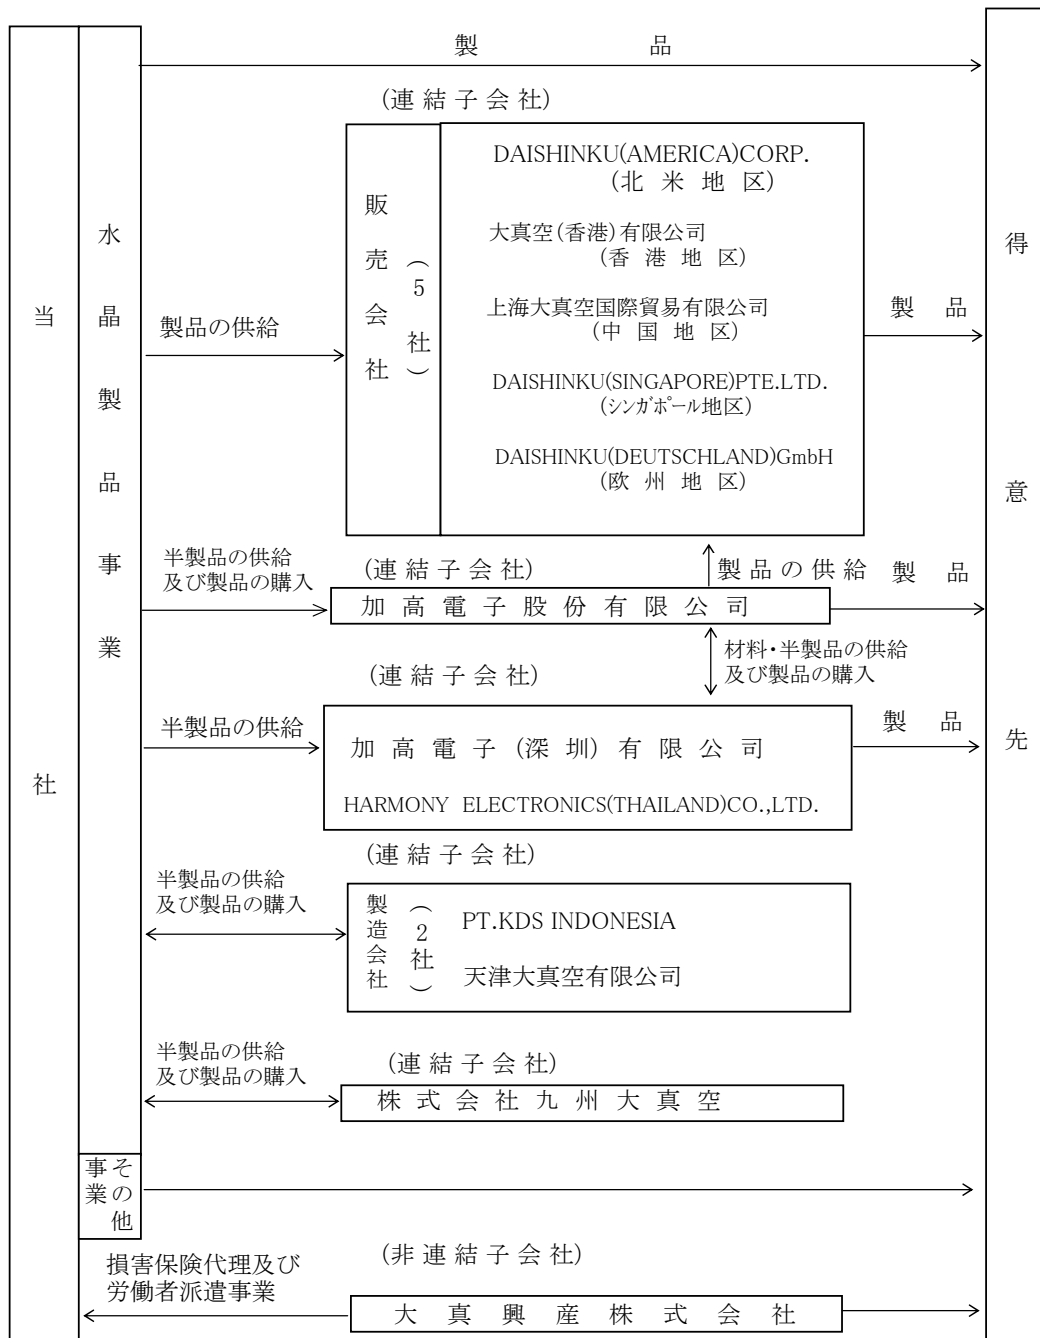 製品
(連結子会社)
DAISHINKU(AMERICA)CORP.
(北米地区)
大真空(香港)有限公司
(香港地区)
上海大真空国際貿易有限公司
(中国地区)
DAISHINKU(SINGAPORE)PTE.LTD.
(シンガポール地区)
DAISHINKU(DEUTSCHLAND)GmbH
(欧州地区)
販売会社
(5社)
当社
水晶製品事業
得意先
製品の供給
製品
半製品の供給
及び製品の購入
(連結子会社)
製品の供給
製品
加高電子股份有限公司
材料・半製品の供給
及び製品の購入
(連結子会社)
半製品の供給
加高電子(深圳)有限公司
HARMONY ELECTRONICS(THAILAND)CO.,LTD.
製品
(連結子会社)
半製品の供給
及び製品の購入
製造会社
(2社)
PT.KDS INDONESIA
天津大真空有限公司
半製品の供給
及び製品の購入
(連結子会社)
株式会社九州大真空
その他
事業
(非連結子会社)
損害保険代理及び
労働者派遣事業
大真興産株式会社